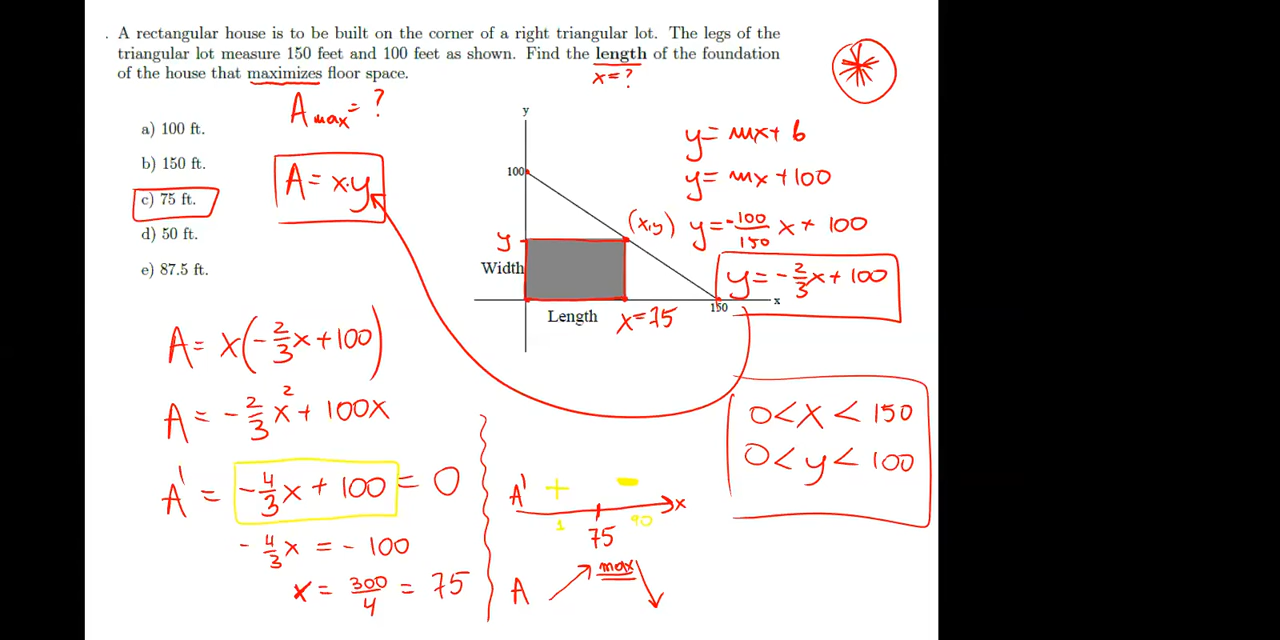 . A rectangular house is to be built on the corner of a right triangular lot. The legs of the
triangular lot measure 150 feet and 100 feet as shown. Find the length of the foundation
of the house that maximizes floor space.
x=?
A max = ?
a) 100 ft.
b) 150 ft.
c) 75 ft.
d) 50 ft.
e) 87.5 ft.
A = x·y
y
100
(x,y)
y
Width
Length
x=75
150
x
y = mx + b
y = mx + 100
y = -100/150 x + 100
y = -2/3 x + 100
A = x(-2/3 x + 100)
A = -2/3 x² + 100x
A' = -4/3 x + 100 = 0
-4/3 x = -100
x = 300/4 = 75
A' + - x
1 75 90
A max
0 < x < 150
0 < y < 100